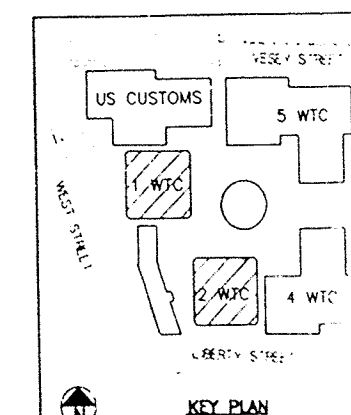 VESEY STREET
US CUSTOMS
5 WTC
1 WTC
WEST STREET
2 WTC
4 WTC
LIBERTY STREET
N
KEY PLAN